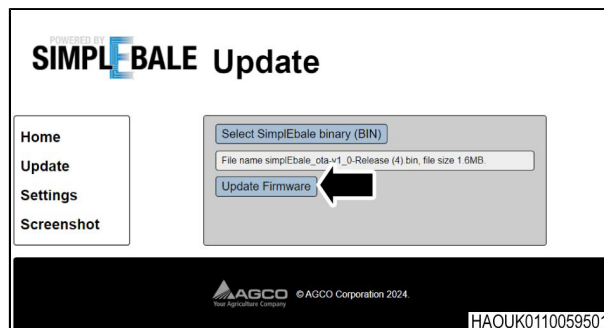 POWERED BY
SIMPLEBALE Update
Home
Update
Settings
Screenshot
Select SimplEbale binary (BIN)
File name simplEbale_ota-v1_0-Release (4).bin, file size 1.6MB.
Update Firmware
AGCO
Your Agriculture Company
© AGCO Corporation 2024.
HAOUK0110059501